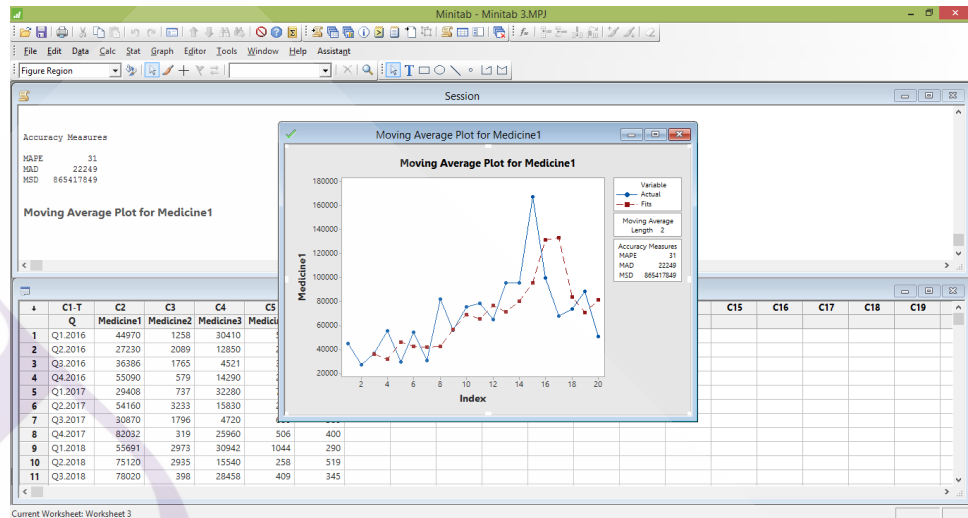 Minitab - Minitab 3.MPJ
File Edit Data Calc Stat Graph Editor Tools Window Help Assistant
Figure Region
Session
Accuracy Measures
MAPE 31
MAD 22249
MSD 865417849
Moving Average Plot for Medicine1
Moving Average Plot for Medicine1
Moving Average Plot for Medicine1
180000
160000
140000
120000
100000
80000
60000
40000
20000
Medicine1
2 4 6 8 10 12 14 16 18 20
Index
Variable
Actual
Fits
Moving Average
Length 2
Accuracy Measures
MAPE 31
MAD 22249
MSD 865417849
C1-T C2 C3 C4 C5 C15 C16 C17 C18 C19
Q Medicine1 Medicine2 Medicine3
1 Q1.2016 44970 1258 30410
2 Q2.2016 27230 2089 12850
3 Q3.2016 36386 1765 4521
4 Q4.2016 55090 579 14290
5 Q1.2017 29408 737 32280
6 Q2.2017 54160 3233 15830
7 Q3.2017 30870 1796 4720
8 Q4.2017 82032 319 25960 506 400
9 Q1.2018 55691 2973 30942 1044 290
10 Q2.2018 75120 2935 15540 258 519
11 Q3.2018 78020 398 28458 409 345
Current Worksheet: Worksheet 3